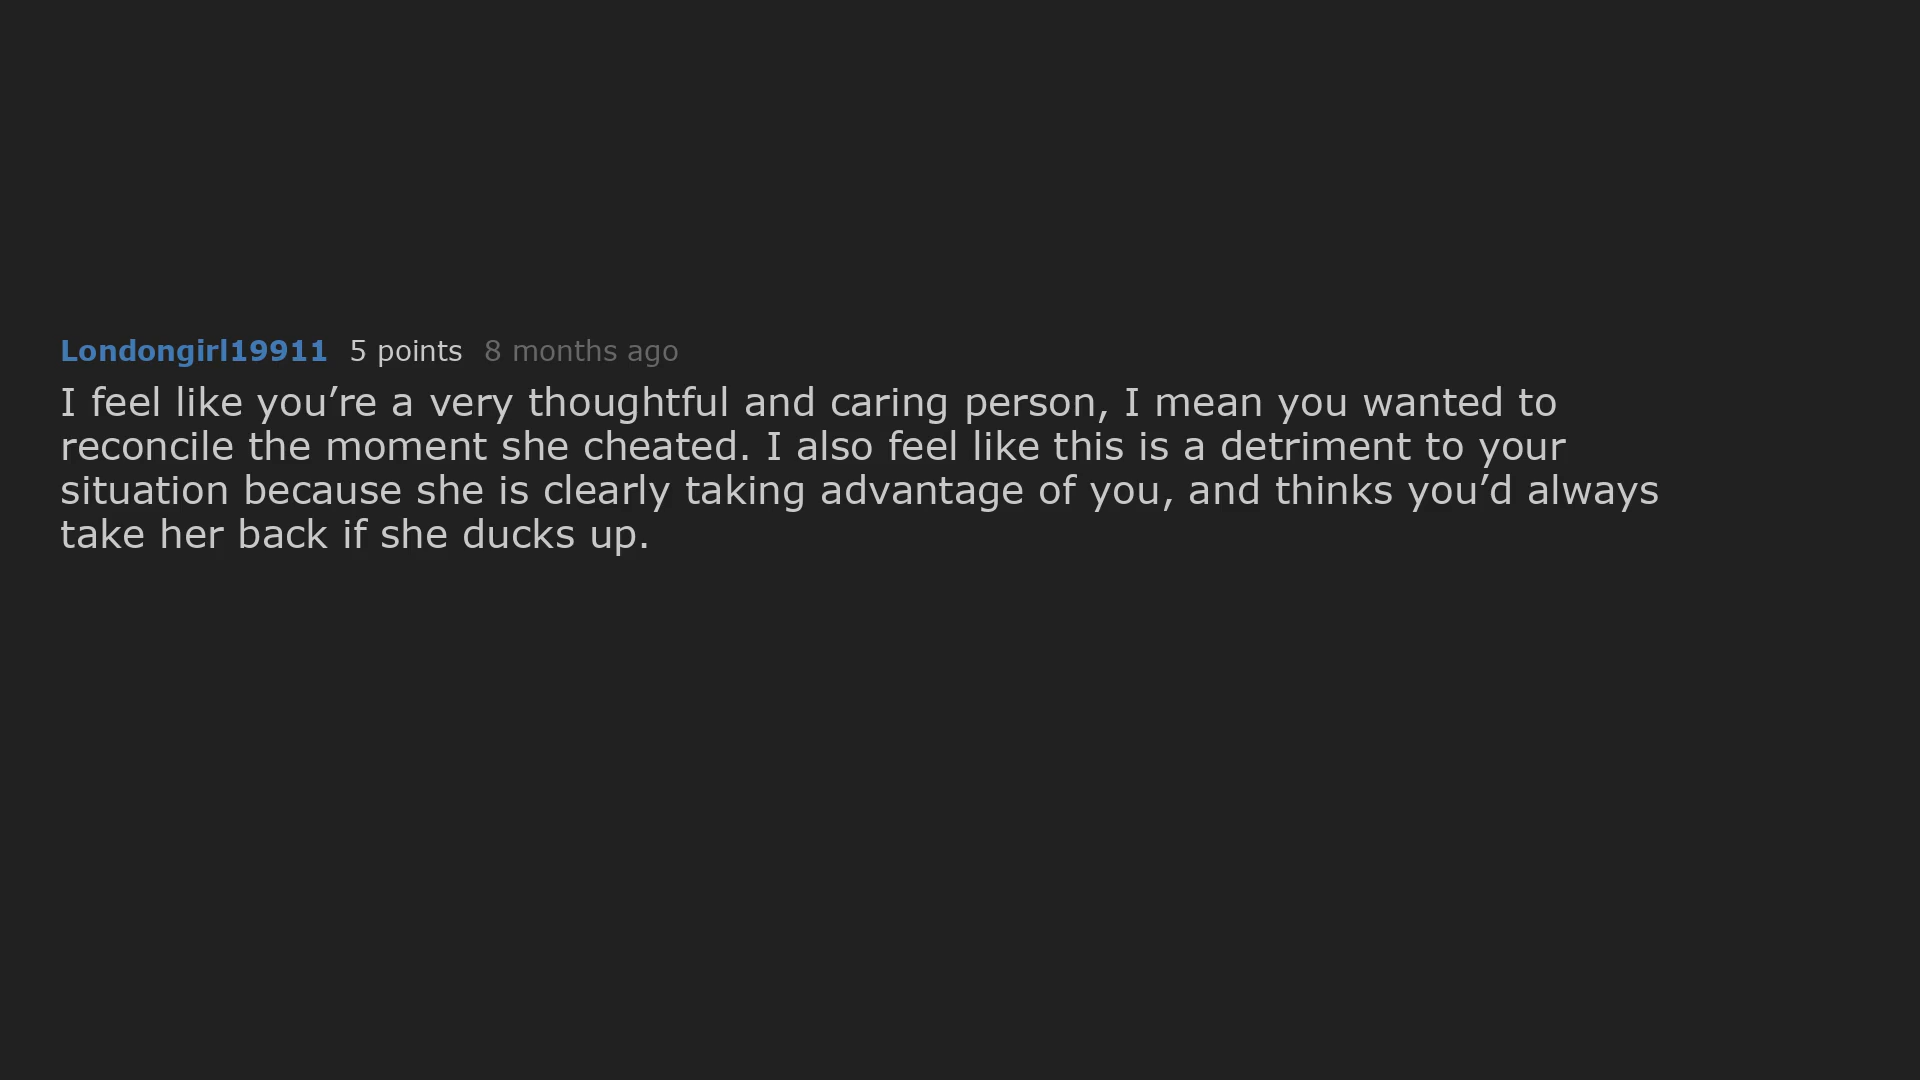 Londongirl19911 5 points 8 months ago
I feel like you’re a very thoughtful and caring person, I mean you wanted to
reconcile the moment she cheated. I also feel like this is a detriment to your
situation because she is clearly taking advantage of you, and thinks you’d always
take her back if she ducks up.